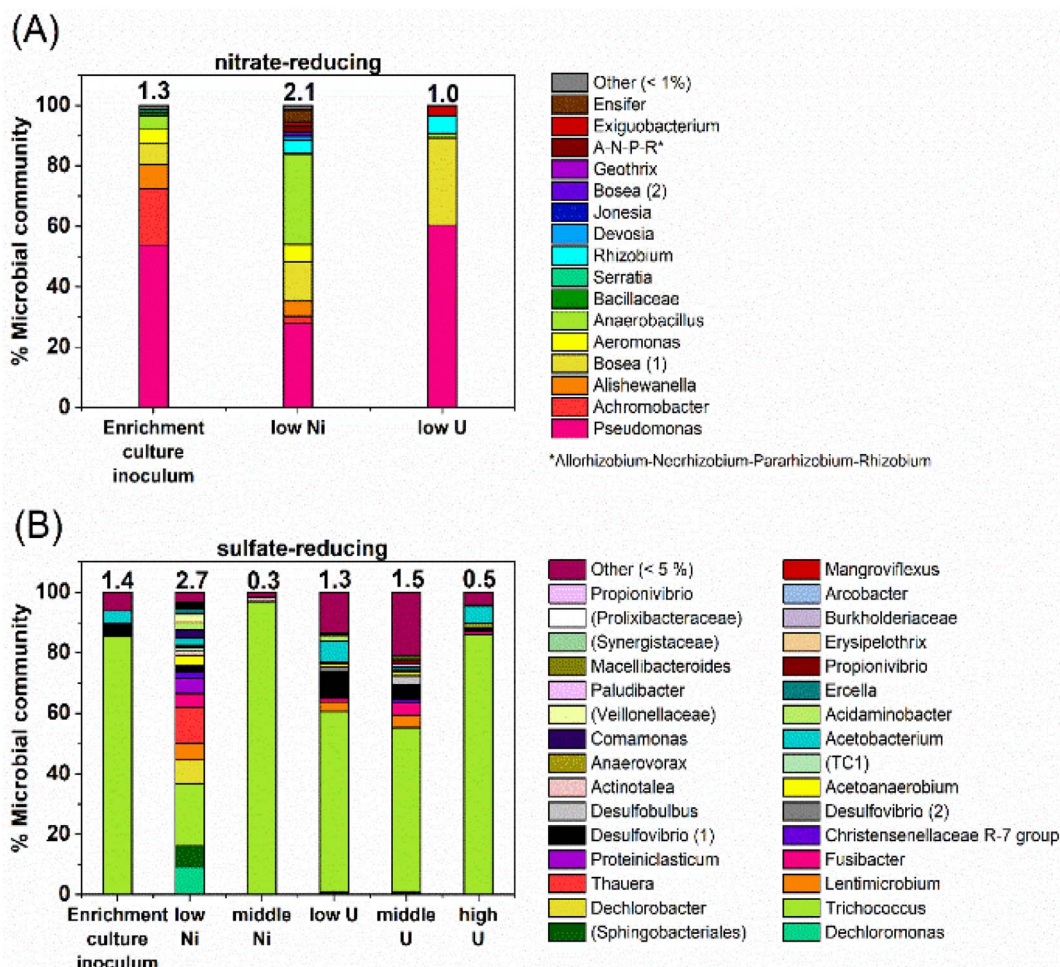 (A)
nitrate-reducing
1.3 2.1 1.0
% Microbial community
100
80
60
40
20
0
Enrichment culture inoculum
low Ni
low U
Other (< 1%)
Ensifer
Exiguobacterium
A-N-P-R*
Geothrix
Bosea (2)
Jonesia
Devosia
Rhizobium
Serratia
Bacillaceae
Anaerobacillus
Aeromonas
Bosea (1)
Alishewanella
Achromobacter
Pseudomonas
*Allorhizobium-Neorhizobium-Pararhizobium-Rhizobium
(B)
sulfate-reducing
1.4 2.7 0.3 1.3 1.5 0.5
% Microbial community
100
80
60
40
20
0
Enrichment culture inoculum
low Ni
middle Ni
low U
middle U
high U
Other (< 5 %)
Propionivibrio
(Prolixibacteraceae)
(Synergistaceae)
Macellibacteroides
Paludibacter
(Veillonellaceae)
Comamonas
Anaerovorax
Actinotalea
Desulfobulbus
Desulfovibrio (1)
Proteiniclasticum
Thauera
Dechlorobacter
(Sphingobacteriales)
Mangroviflexus
Arcobacter
Burkholderiaceae
Erysipelothrix
Propionivibrio
Ercella
Acidaminobacter
Acetobacterium
(TC1)
Acetoanaerobium
Desulfovibrio (2)
Christensenellaceae R-7 group
Fusibacter
Lentimicrobium
Trichococcus
Dechloromonas